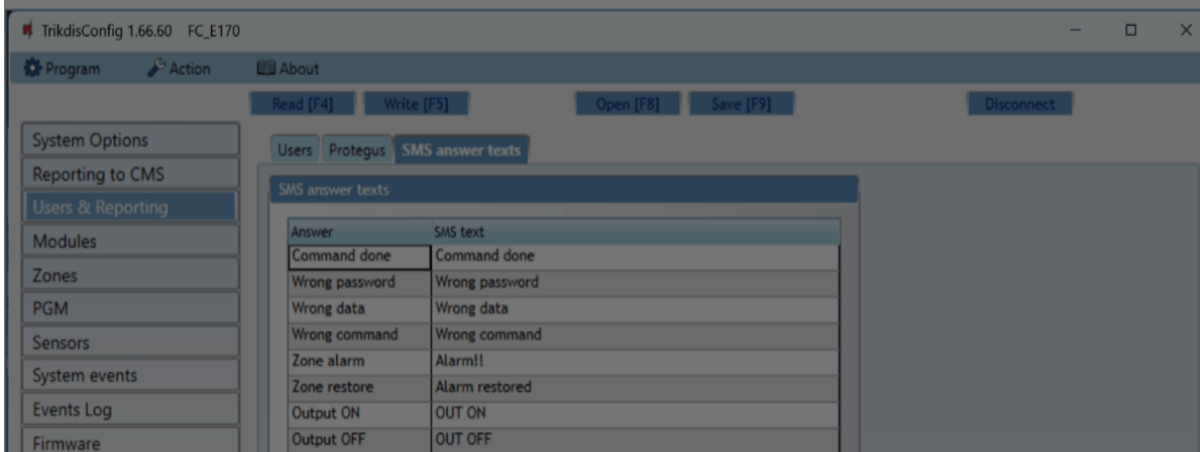 TrikdisConfig 1.66.60 FC_E170
Program Action About
Read [F4] Write [F5] Open [F8] Save [F9] Disconnect
System Options
Reporting to CMS
Users & Reporting
Modules
Zones
PGM
Sensors
System events
Events Log
Firmware
Users Protegus SMS answer texts
SMS answer texts
Answer SMS text
Command done Command done
Wrong password Wrong password
Wrong data Wrong data
Wrong command Wrong command
Zone alarm Alarm!!
Zone restore Alarm restored
Output ON OUT ON
Output OFF OUT OFF